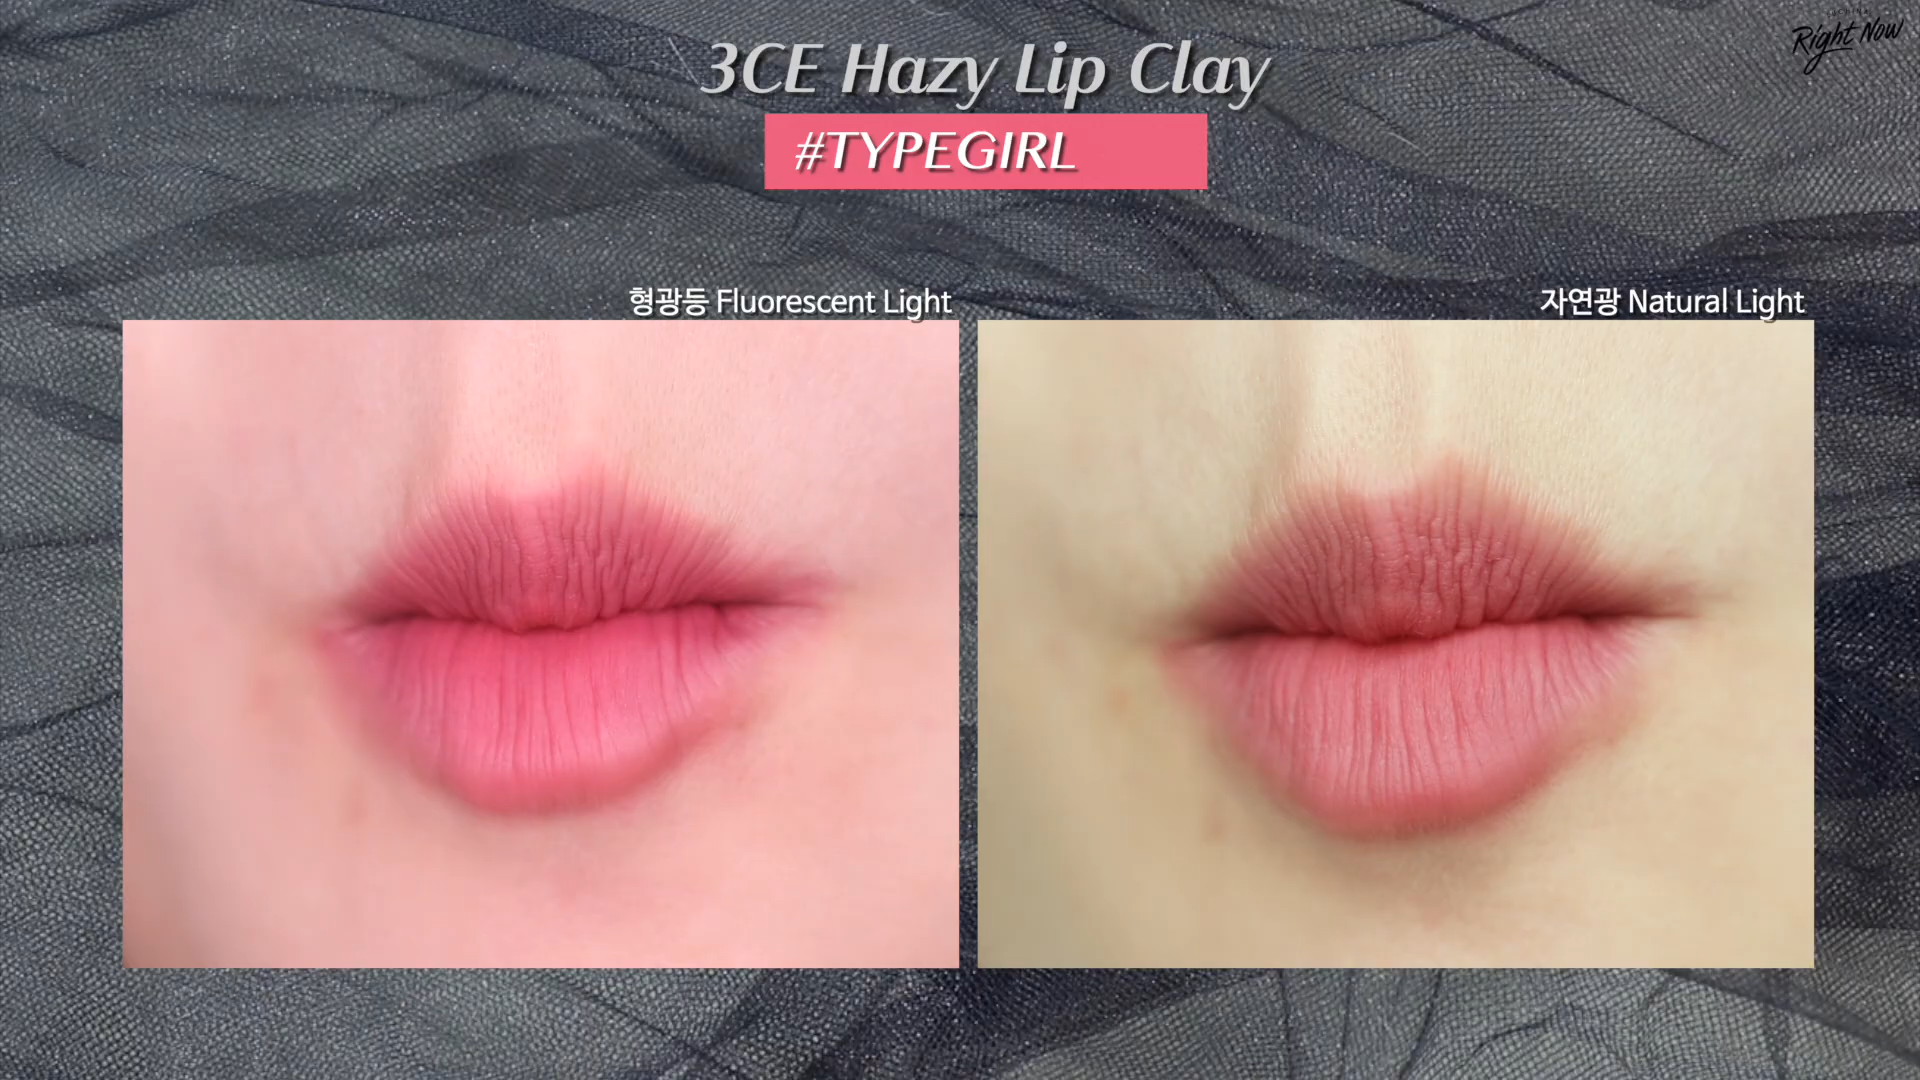 Right Now
3CE Hazy Lip Clay
#TYPEGIRL
형광등 Fluorescent Light
자연광 Natural Light